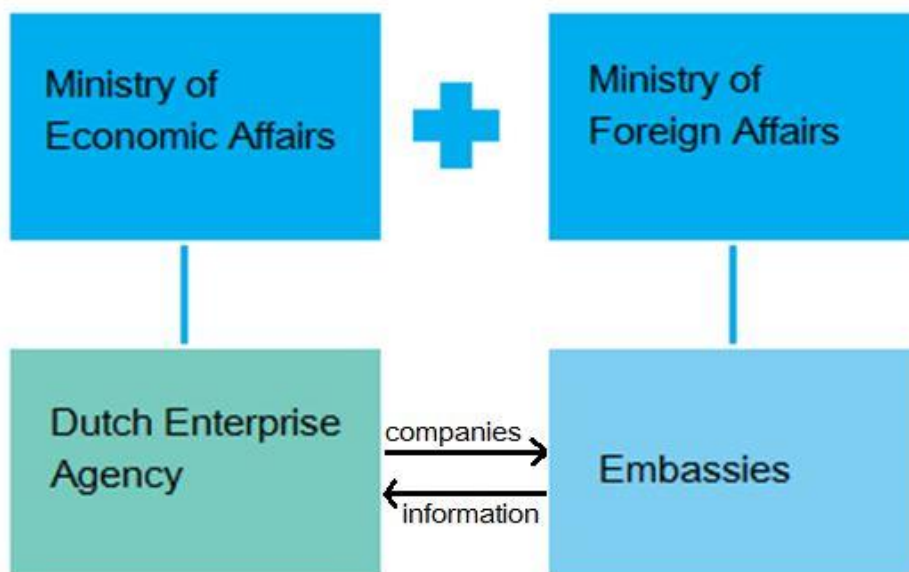 Ministry of
Economic Affairs
Ministry of
Foreign Affairs
Dutch Enterprise
Agency
companies
information
Embassies